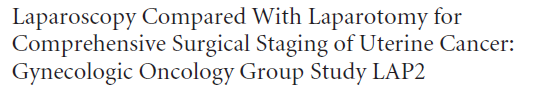 Laparoscopy Compared With Laparotomy for
Comprehensive Surgical Staging of Uterine Cancer:
Gynecologic Oncology Group Study LAP2